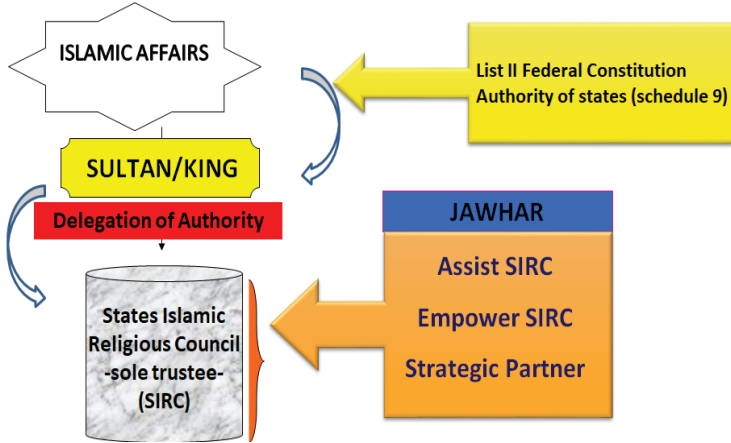 ISLAMIC AFFAIRS
List II Federal Constitution
Authority of states (schedule 9)
SULTAN/KING
Delegation of Authority
JAWHAR
Assist SIRC
Empower SIRC
Strategic Partner
States Islamic
Religious Council
-sole trustee-
(SIRC)